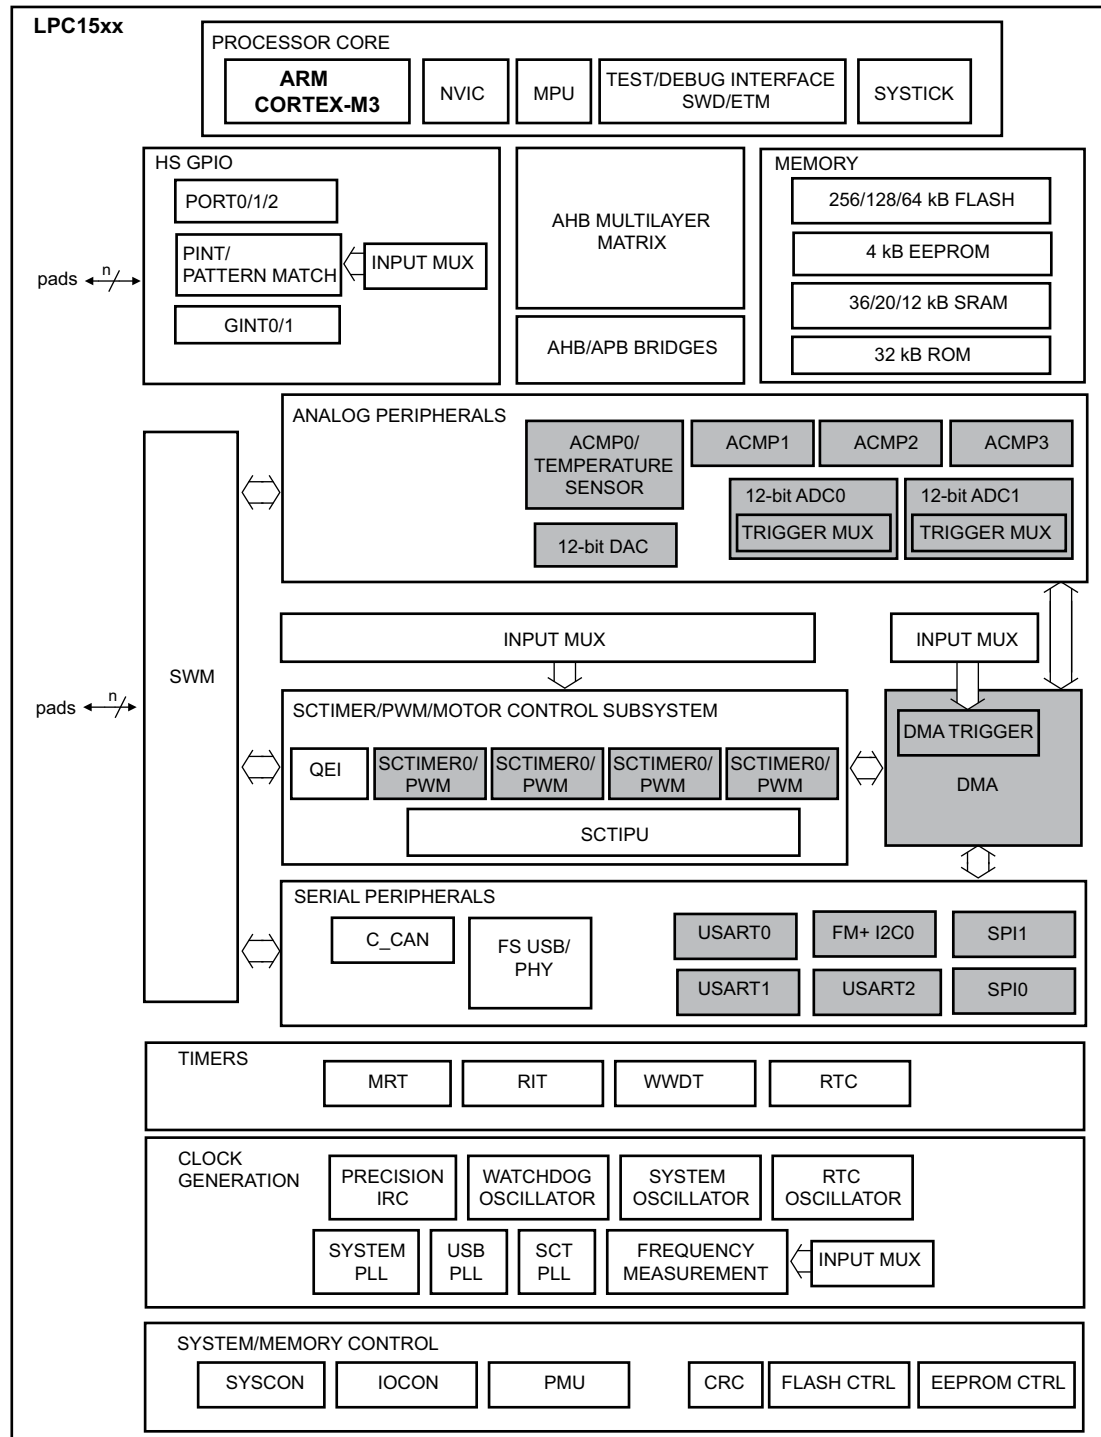 LPC15xx
PROCESSOR CORE
ARM
CORTEX-M3
NVIC
MPU
TEST/DEBUG INTERFACE
SWD/ETM
SYSTICK
HS GPIO
PORT0/1/2
PINT/
PATTERN MATCH
INPUT MUX
GINT0/1
pads
n
AHB MULTILAYER
MATRIX
AHB/APB BRIDGES
MEMORY
256/128/64 kB FLASH
4 kB EEPROM
36/20/12 kB SRAM
32 kB ROM
ANALOG PERIPHERALS
ACMP0/
TEMPERATURE
SENSOR
ACMP1
ACMP2
ACMP3
12-bit DAC
12-bit ADC0
TRIGGER MUX
12-bit ADC1
TRIGGER MUX
SWM
pads
n
INPUT MUX
INPUT MUX
SCTIMER/PWM/MOTOR CONTROL SUBSYSTEM
QEI
SCTIMER0/
PWM
SCTIMER0/
PWM
SCTIMER0/
PWM
SCTIMER0/
PWM
SCTIPU
DMA TRIGGER
DMA
SERIAL PERIPHERALS
C_CAN
FS USB/
PHY
USART0
FM+ I2C0
SPI1
USART1
USART2
SPI0
TIMERS
MRT
RIT
WWDT
RTC
CLOCK
GENERATION
PRECISION
IRC
WATCHDOG
OSCILLATOR
SYSTEM
OSCILLATOR
RTC
OSCILLATOR
SYSTEM
PLL
USB
PLL
SCT
PLL
FREQUENCY
MEASUREMENT
INPUT MUX
SYSTEM/MEMORY CONTROL
SYSCON
IOCON
PMU
CRC
FLASH CTRL
EEPROM CTRL